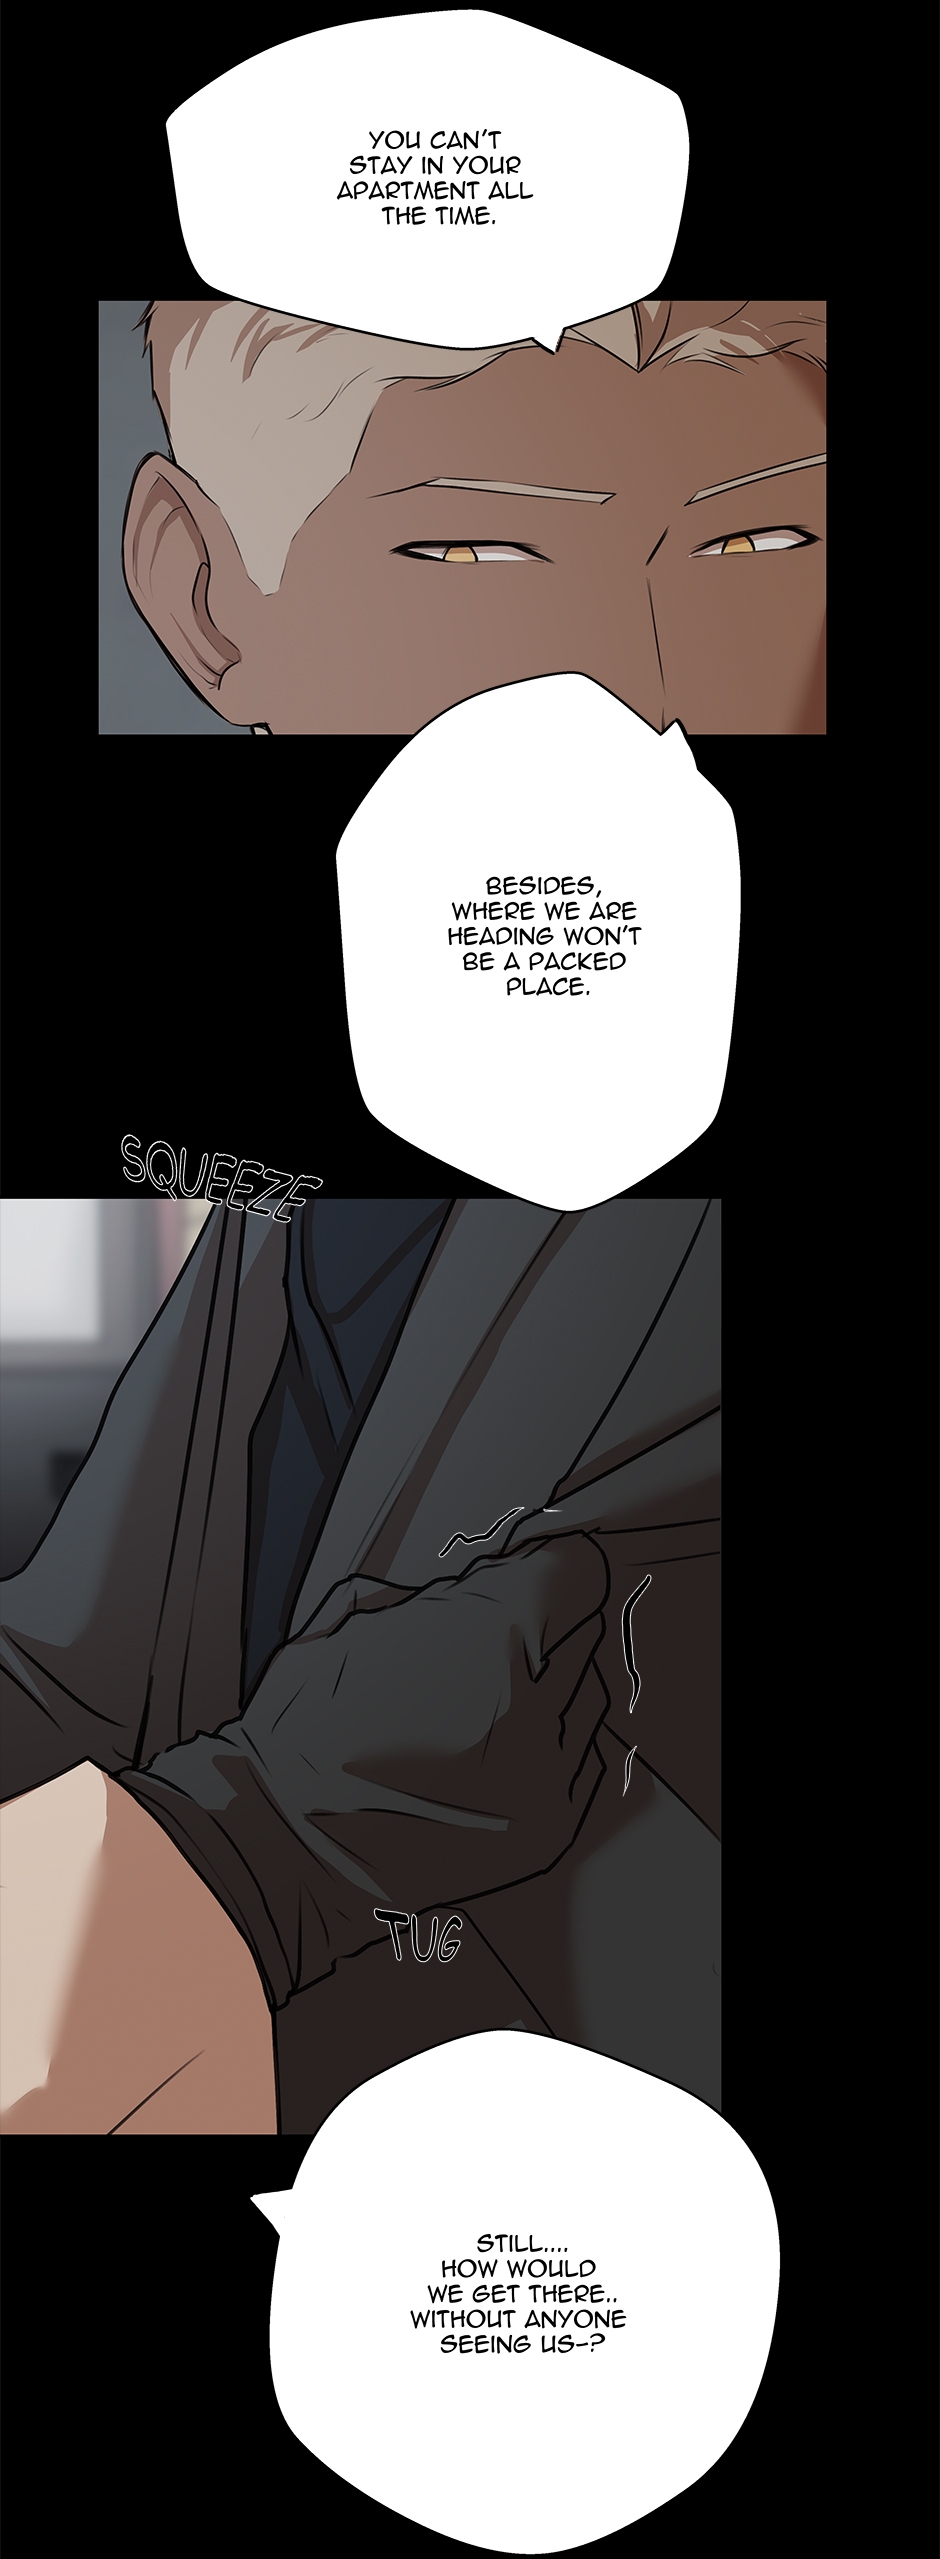 YOU CAN'T
STAY IN YOUR
APARTMENT ALL
THE TIME.
BESIDES,
WHERE WE ARE
HEADING WON'T
BE A PACKED
PLACE.
SQUEEZE
TUG
STILL....
HOW WOULD
WE GET THERE..
WITHOUT ANYONE
SEEING US-?